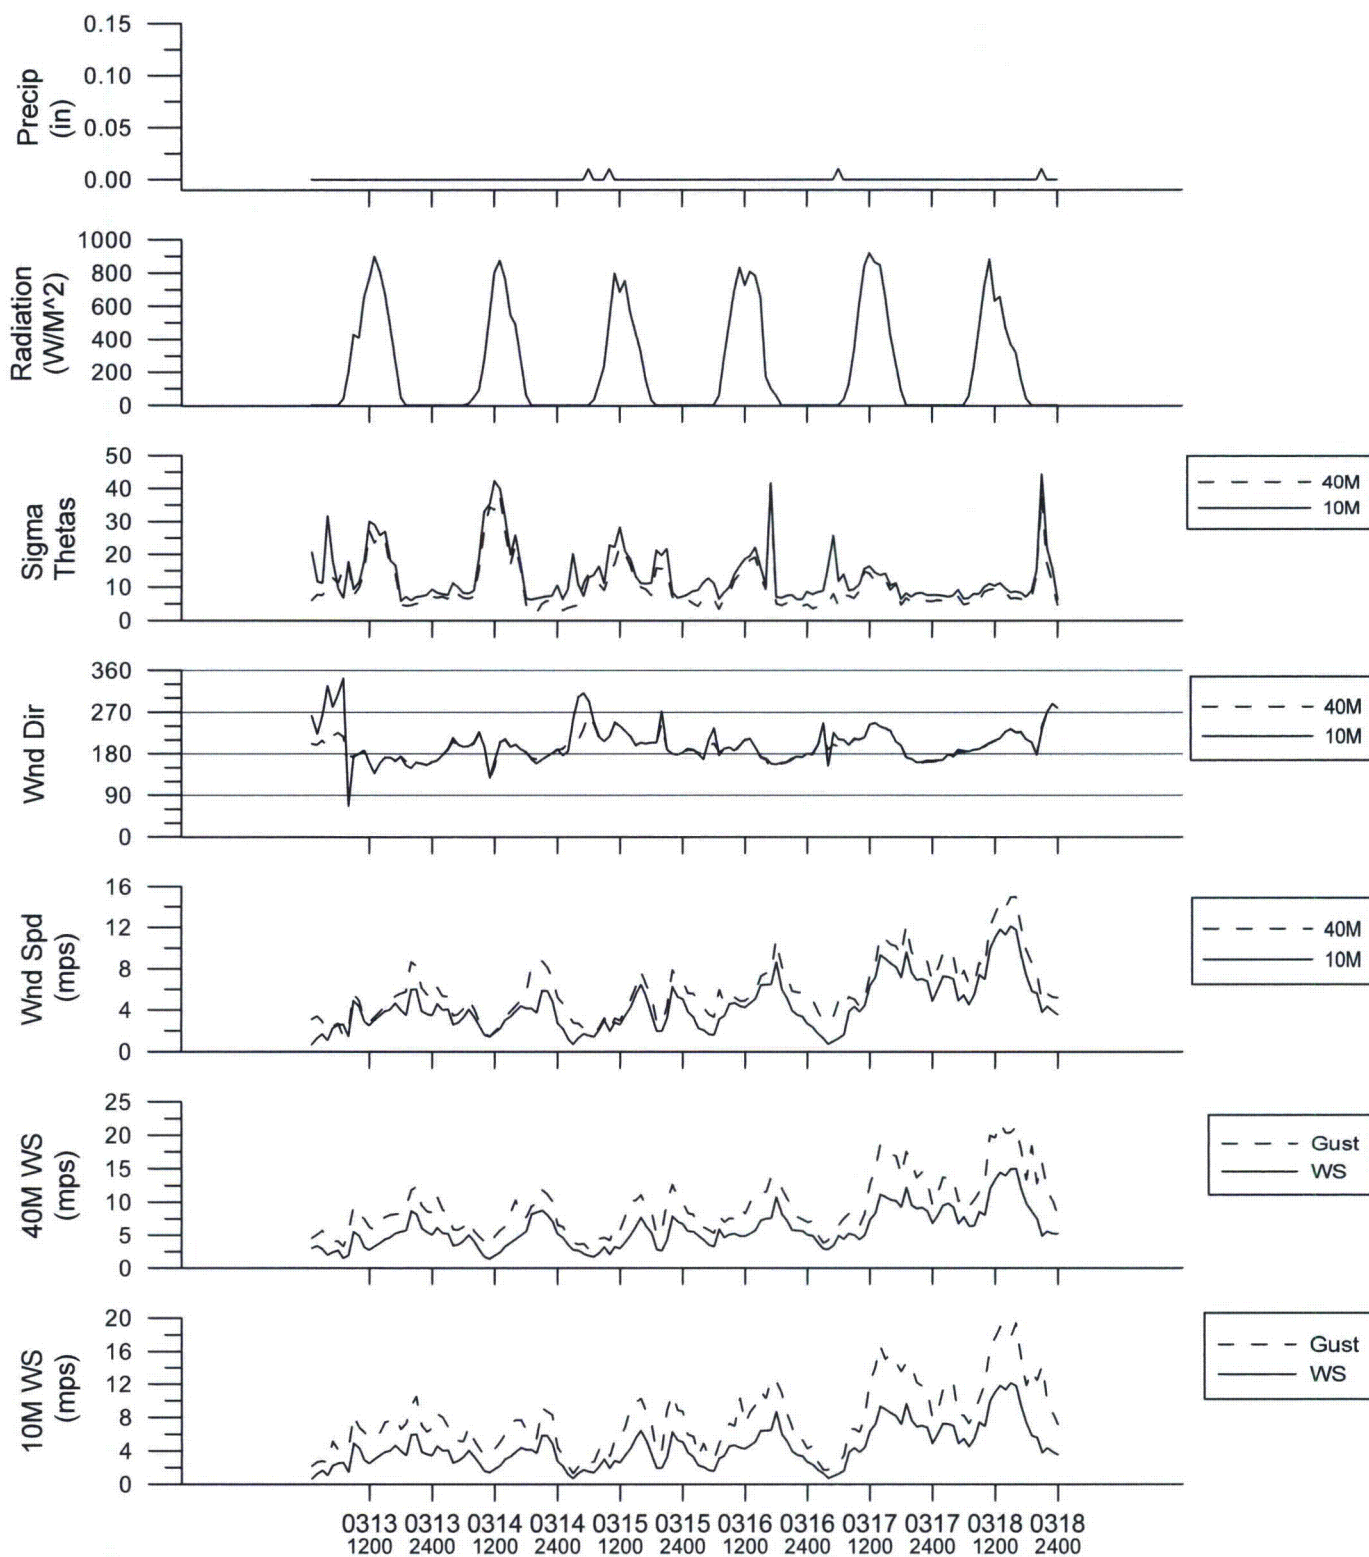 Precip
(in)
0.15
0.10
0.05
0.00
Radiation
(W/M^2)
1000
800
600
400
200
0
Sigma
Thetas
50
40
30
20
10
0
40M
10M
Wnd Dir
360
270
180
90
0
40M
10M
Wnd Spd
(mps)
16
12
8
4
0
40M
10M
40M WS
(mps)
25
20
15
10
5
0
Gust
WS
10M WS
(mps)
20
16
12
8
4
0
Gust
WS
0313 0313 0314 0314 0315 0315 0316 0316 0317 0317 0318 0318
1200 2400 1200 2400 1200 2400 1200 2400 1200 2400 1200 2400